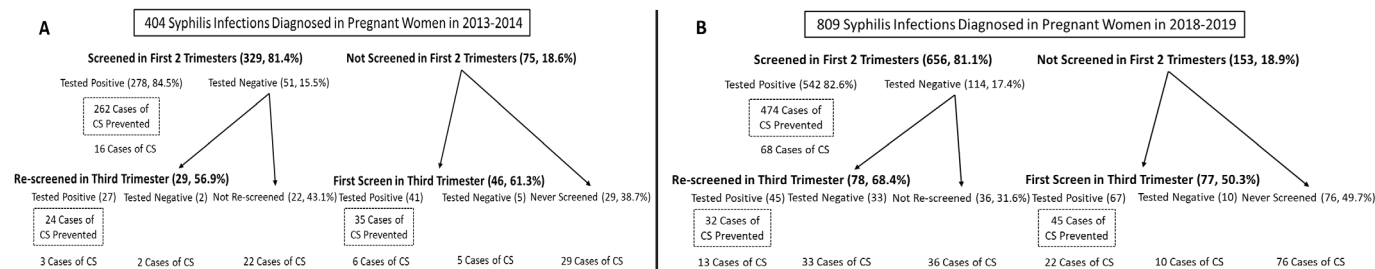 A
404 Syphilis Infections Diagnosed in Pregnant Women in 2013-2014
Screened in First 2 Trimesters (329, 81.4%)
Not Screened in First 2 Trimesters (75, 18.6%)
Tested Positive (278, 84.5%)
Tested Negative (51, 15.5%)
262 Cases of
CS Prevented
16 Cases of CS
Re-screened in Third Trimester (29, 56.9%)
First Screen in Third Trimester (46, 61.3%)
Tested Positive (27)
Tested Negative (2)
Not Re-screened (22, 43.1%)
Tested Positive (41)
Tested Negative (5)
Never Screened (29, 38.7%)
24 Cases of
CS Prevented
35 Cases of
CS Prevented
3 Cases of CS
2 Cases of CS
22 Cases of CS
6 Cases of CS
5 Cases of CS
29 Cases of CS
B
809 Syphilis Infections Diagnosed in Pregnant Women in 2018-2019
Screened in First 2 Trimesters (656, 81.1%)
Not Screened in First 2 Trimesters (153, 18.9%)
Tested Positive (542 82.6%)
Tested Negative (114, 17.4%)
474 Cases of
CS Prevented
68 Cases of CS
Re-screened in Third Trimester (78, 68.4%)
First Screen in Third Trimester (77, 50.3%)
Tested Positive (45)
Tested Negative (33)
Not Re-screened (36, 31.6%)
Tested Positive (67)
Tested Negative (10)
Never Screened (76, 49.7%)
32 Cases of
CS Prevented
45 Cases of
CS Prevented
13 Cases of CS
33 Cases of CS
36 Cases of CS
22 Cases of CS
10 Cases of CS
76 Cases of CS